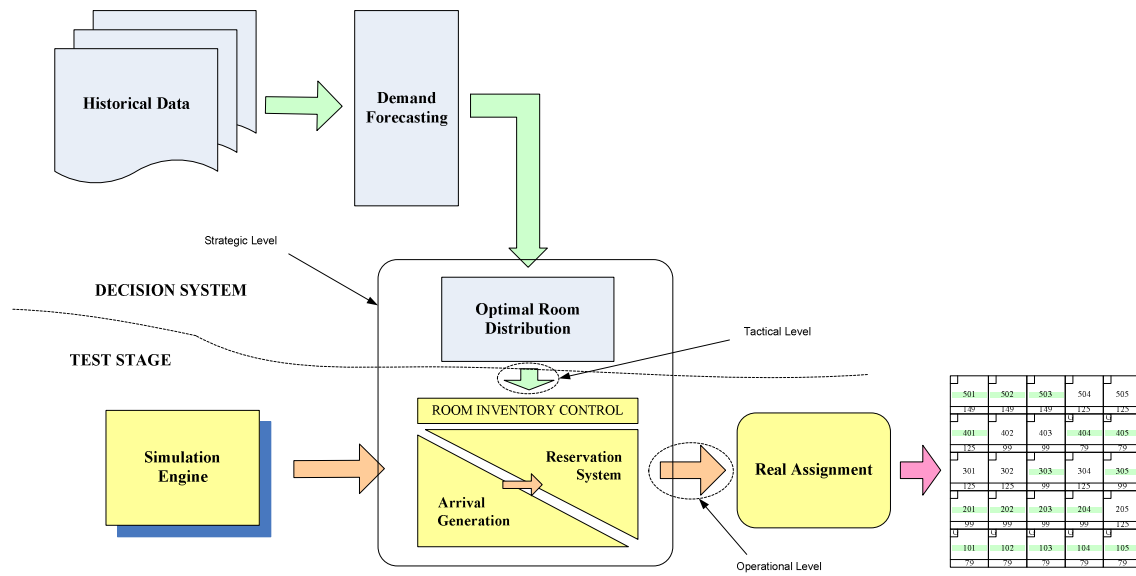 Historical Data
Demand
Forecasting
Strategic Level
DECISION SYSTEM
Optimal Room
Distribution
Tactical Level
TEST STAGE
ROOM INVENTORY CONTROL
Simulation
Engine
Reservation
System
Arrival
Generation
Real Assignment
Operational Level
501 502 503 504 505
149 149 149 125 125
401 402 403 404 405
125 99 99 79 79
301 302 303 304 305
125 125 99 125 99
201 202 203 204 205
99 99 99 99 125
101 102 103 104 105
79 79 79 79 79